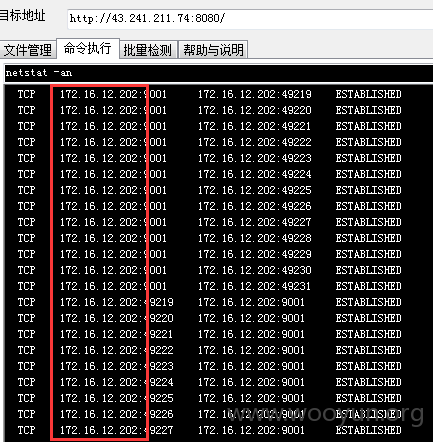 目标地址 http://43.241.211.74:8080/
文件管理 命令执行 批量检测 帮助与说明
netstat -an
TCP 172.16.12.202:9001 172.16.12.202:49219 ESTABLISHED
TCP 172.16.12.202:9001 172.16.12.202:49220 ESTABLISHED
TCP 172.16.12.202:9001 172.16.12.202:49221 ESTABLISHED
TCP 172.16.12.202:9001 172.16.12.202:49222 ESTABLISHED
TCP 172.16.12.202:9001 172.16.12.202:49223 ESTABLISHED
TCP 172.16.12.202:9001 172.16.12.202:49224 ESTABLISHED
TCP 172.16.12.202:9001 172.16.12.202:49225 ESTABLISHED
TCP 172.16.12.202:9001 172.16.12.202:49226 ESTABLISHED
TCP 172.16.12.202:9001 172.16.12.202:49227 ESTABLISHED
TCP 172.16.12.202:9001 172.16.12.202:49228 ESTABLISHED
TCP 172.16.12.202:9001 172.16.12.202:49229 ESTABLISHED
TCP 172.16.12.202:9001 172.16.12.202:49230 ESTABLISHED
TCP 172.16.12.202:9001 172.16.12.202:49231 ESTABLISHED
TCP 172.16.12.202:49219 172.16.12.202:9001 ESTABLISHED
TCP 172.16.12.202:49220 172.16.12.202:9001 ESTABLISHED
TCP 172.16.12.202:49221 172.16.12.202:9001 ESTABLISHED
TCP 172.16.12.202:49222 172.16.12.202:9001 ESTABLISHED
TCP 172.16.12.202:49223 172.16.12.202:9001 ESTABLISHED
TCP 172.16.12.202:49224 172.16.12.202:9001 ESTABLISHED
TCP 172.16.12.202:49225 172.16.12.202:9001 ESTABLISHED
TCP 172.16.12.202:49226 172.16.12.202:9001 ESTABLISHED
TCP 172.16.12.202:49227 172.16.12.202:9001 ESTABLISHED
www.wooyun.org